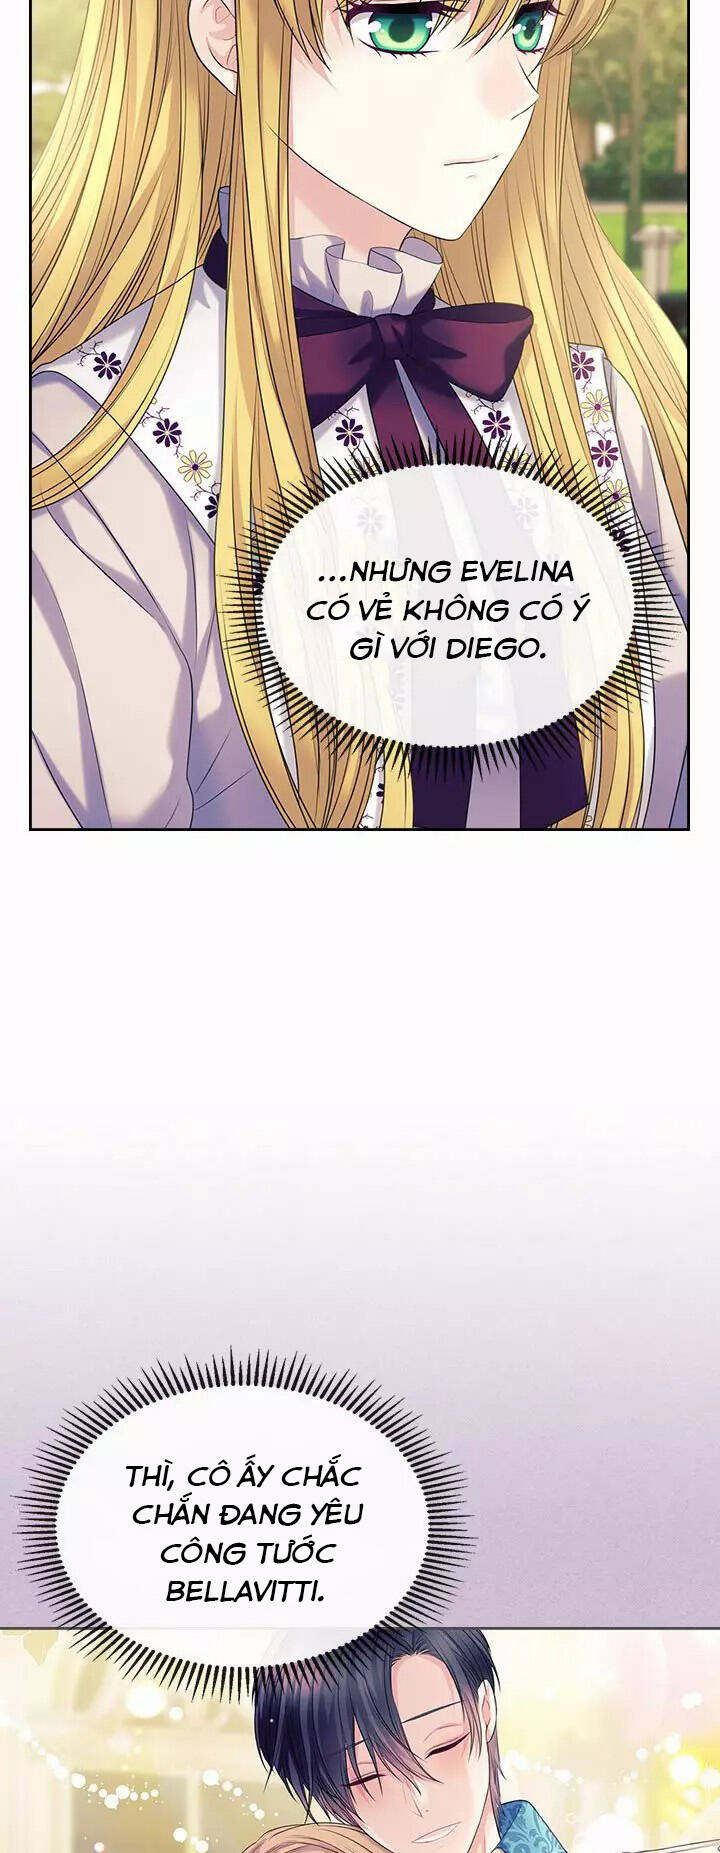 ...NHƯNG EVELINA
CÓ VẺ KHÔNG CÓ Ý
GÌ VỚI DIEGO.
THÌ, CÔ ẤY CHẮC
CHẮN ĐANG YÊU
CÔNG TƯỚC
BELLAVITTI.